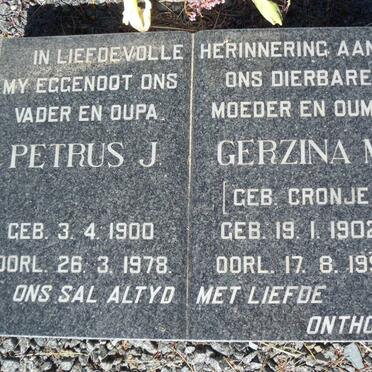 IN LIEFDEVOLLE HERINNERING AAN
MY EGGENOOT ONS
VADER EN OUPA
ONS DIERBARE
MOEDER EN OUM
PETRUS J.
GERZINA M
[GEB. CRONJE
GEB. 3. 4. 1900
OORL. 26. 3. 1978.
GEB. 19. 1. 1902
OORL. 17. 8. 199
ONS SAL ALTYD MET LIEFDE
ONTHO